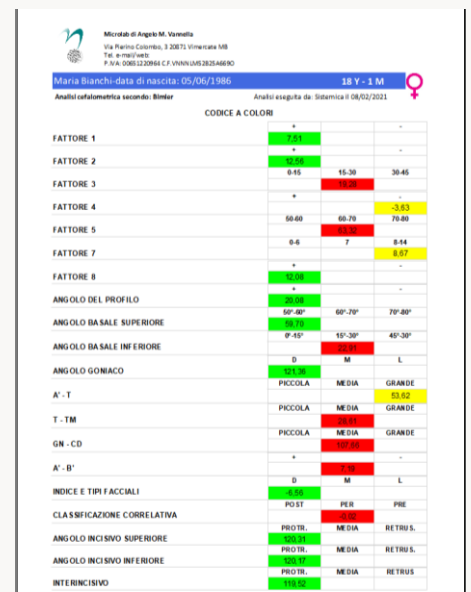 Microlab di Angelo M. Vannella
Via Pierino Colombo, 3 20871 Vimercate MB
Tel. e-mail/web:
Maria Bianchi-data di nascita: 05/06/1986 18 Y - 1 M
Analisi cefalometrica secondo: Bimler Analisi eseguita da: Sistemica il 08/02/2021
CODICE A COLORI
+ -
FATTORE 1 7,51
+ -
FATTORE 2 12,56
0-15 15-30 30-45
FATTORE 3
+ -
FATTORE 4 -3,63
50-60 60-70 70-80
FATTORE 5
0-6 7 8-14
FATTORE 7 8,67
+ -
FATTORE 8 12,08
+ -
ANGOLO DEL PROFILO 20,08
50°-60° 60°-70° 70°-80°
ANGOLO BASALE SUPERIORE 59,70
0°-15° 15°-30° 45°-30°
ANGOLO BASALE INFERIORE
D M L
ANGOLO GONIACO 121,36
PICCOLA MEDIA GRANDE
A' - T 53,62
PICCOLA MEDIA GRANDE
T - TM
PICCOLA MEDIA GRANDE
GN - CD
+ -
A' - B' 7,19
D M L
INDICE E TIPI FACCIALI -6,56
POST PER PRE
CLASSIFICAZIONE CORRELATIVA
PROTR. MEDIA RETRUS.
ANGOLO INCISIVO SUPERIORE 120,31
PROTR. MEDIA RETRUS.
ANGOLO INCISIVO INFERIORE 120,17
PROTR. MEDIA RETRUS
INTERINCISIVO 119,52